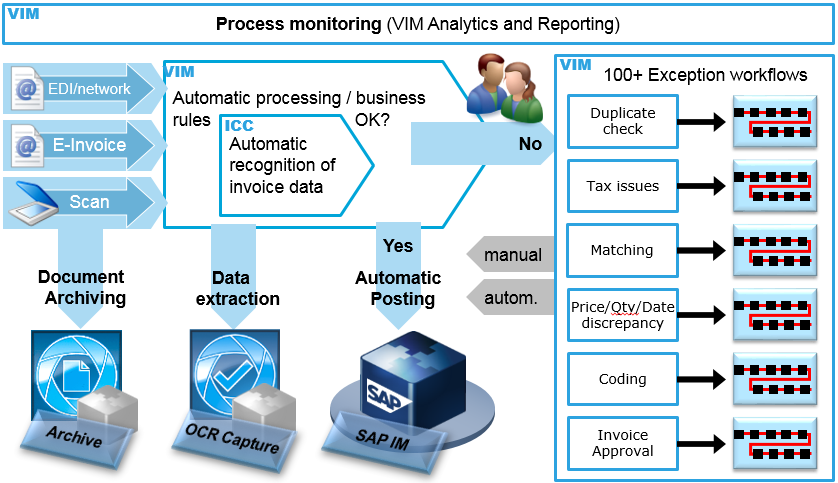 VIM
Process monitoring (VIM Analytics and Reporting)
EDI/network
E-Invoice
Scan
VIM
Automatic processing / business
rules OK?
ICC
Automatic
recognition of
invoice data
No
Yes
Document
Archiving
Data
extraction
Automatic
Posting
manual
autom.
Archive
OCR Capture
SAP
SAP IM
VIM
100+ Exception workflows
Duplicate
check
Tax issues
Matching
Price/Qty/Date
discrepancy
Coding
Invoice
Approval